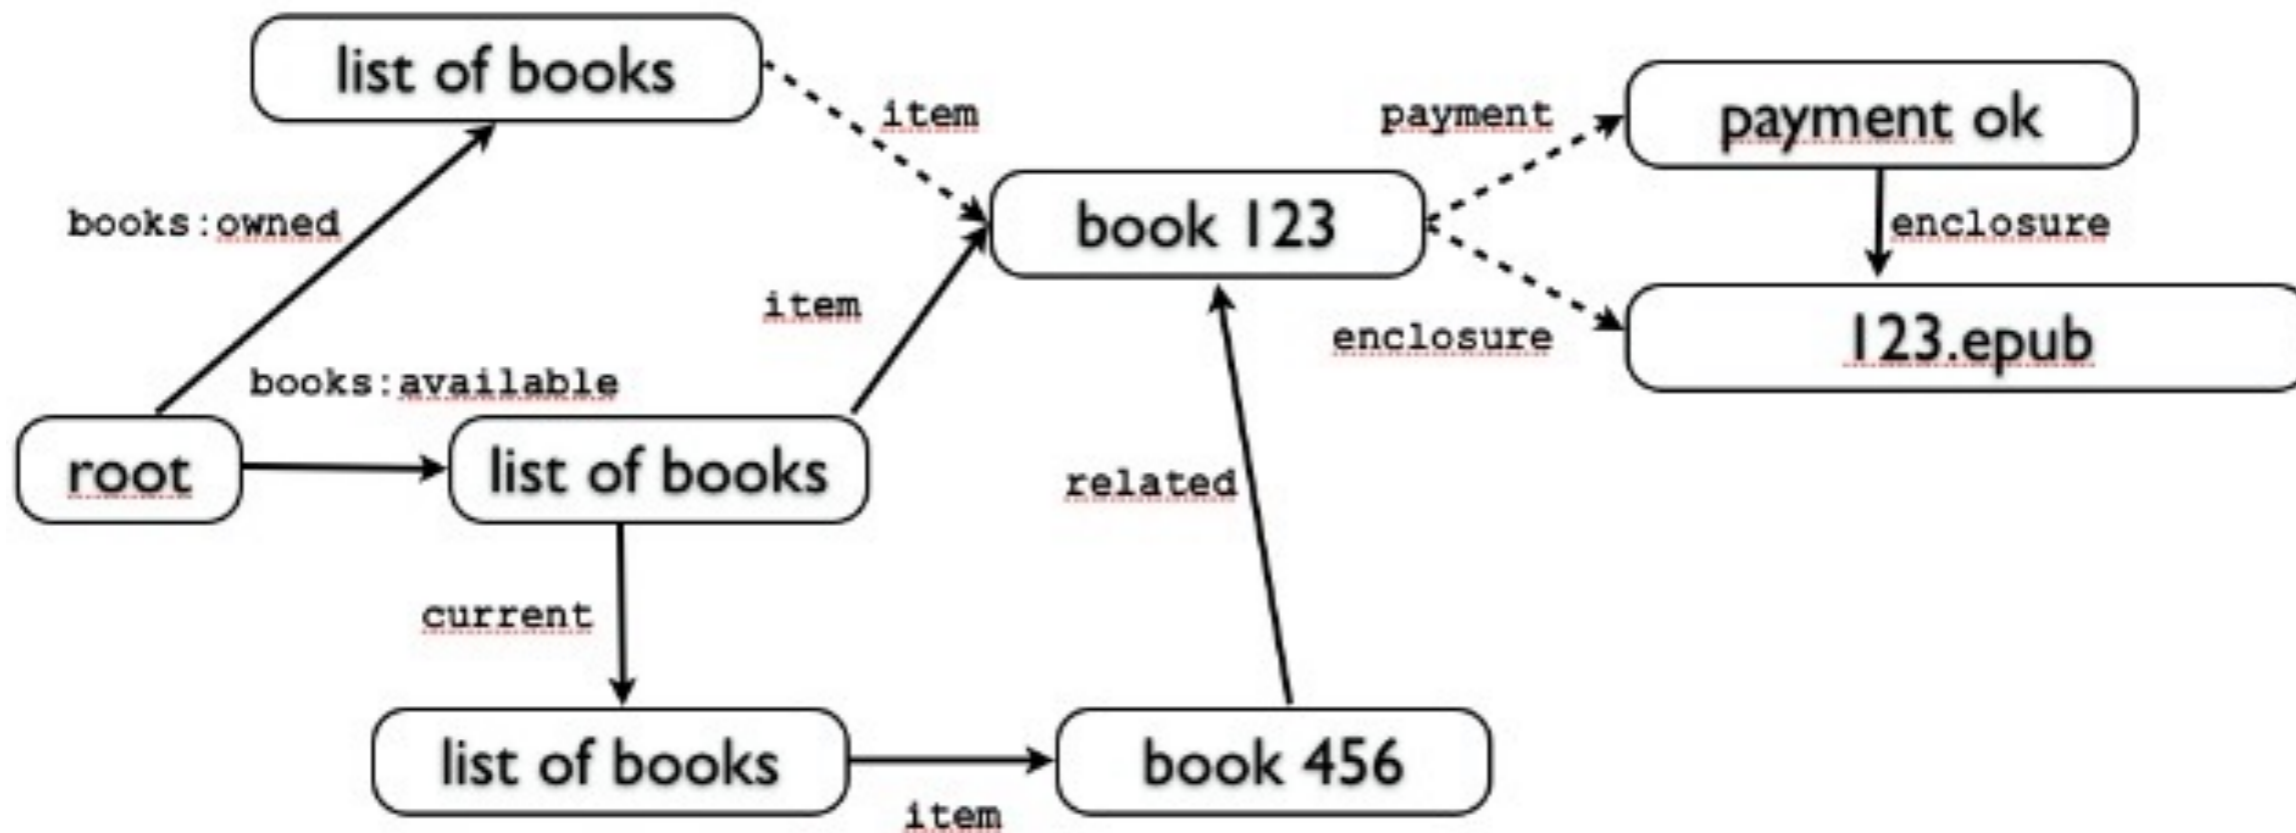 list of books
item
payment
payment ok
books:owned
book 123
enclosure
item
enclosure
123.epub
books:available
root
list of books
related
current
list of books
book 456
item